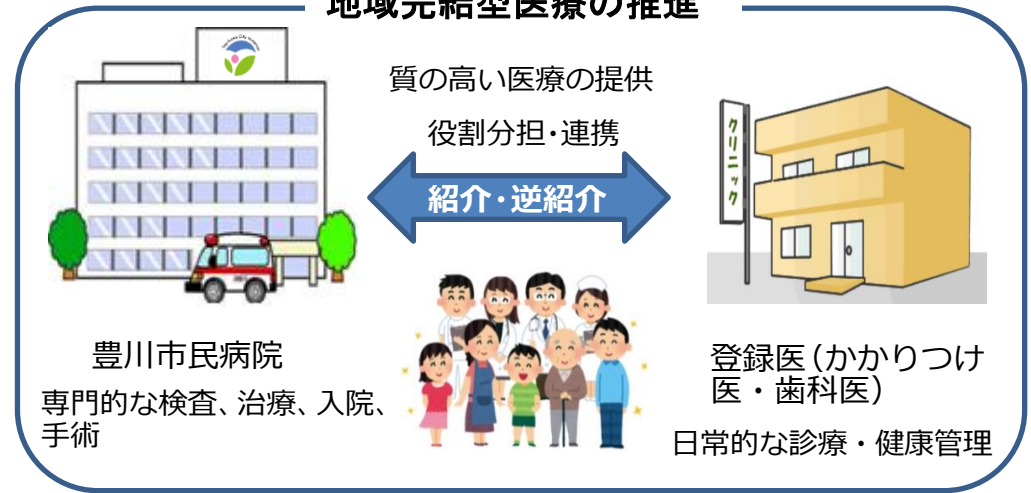 地域完結型医療の推進
質の高い医療の提供
役割分担・連携
紹介・逆紹介
クリニック
豊川市民病院
専門的な検査、治療、入院、
手術
登録医(かかりつけ
医・歯科医)
日常的な診療・健康管理